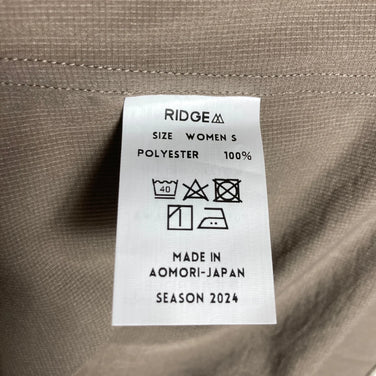 RIDGE
SIZE WOMEN S
POLYESTER 100%
40
MADE IN
AOMORI-JAPAN
SEASON 2024